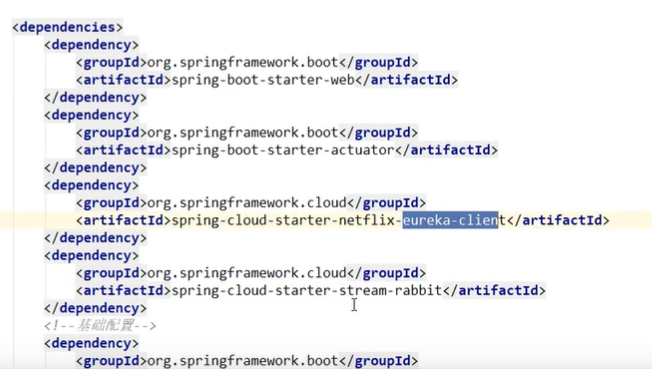 <dependencies>
<dependency>
<groupId>org.springframework.boot</groupId>
<artifactId>spring-boot-starter-web</artifactId>
</dependency>
<dependency>
<groupId>org.springframework.boot</groupId>
<artifactId>spring-boot-starter-actuator</artifactId>
</dependency>
<dependency>
<groupId>org.springframework.cloud</groupId>
<artifactId>spring-cloud-starter-netflix-eureka-client</artifactId>
</dependency>
<dependency>
<groupId>org.springframework.cloud</groupId>
<artifactId>spring-cloud-starter-stream-rabbit</artifactId>
</dependency>
<!--基础配置-->
<dependency>
<groupId>org.springframework.boot</groupId>